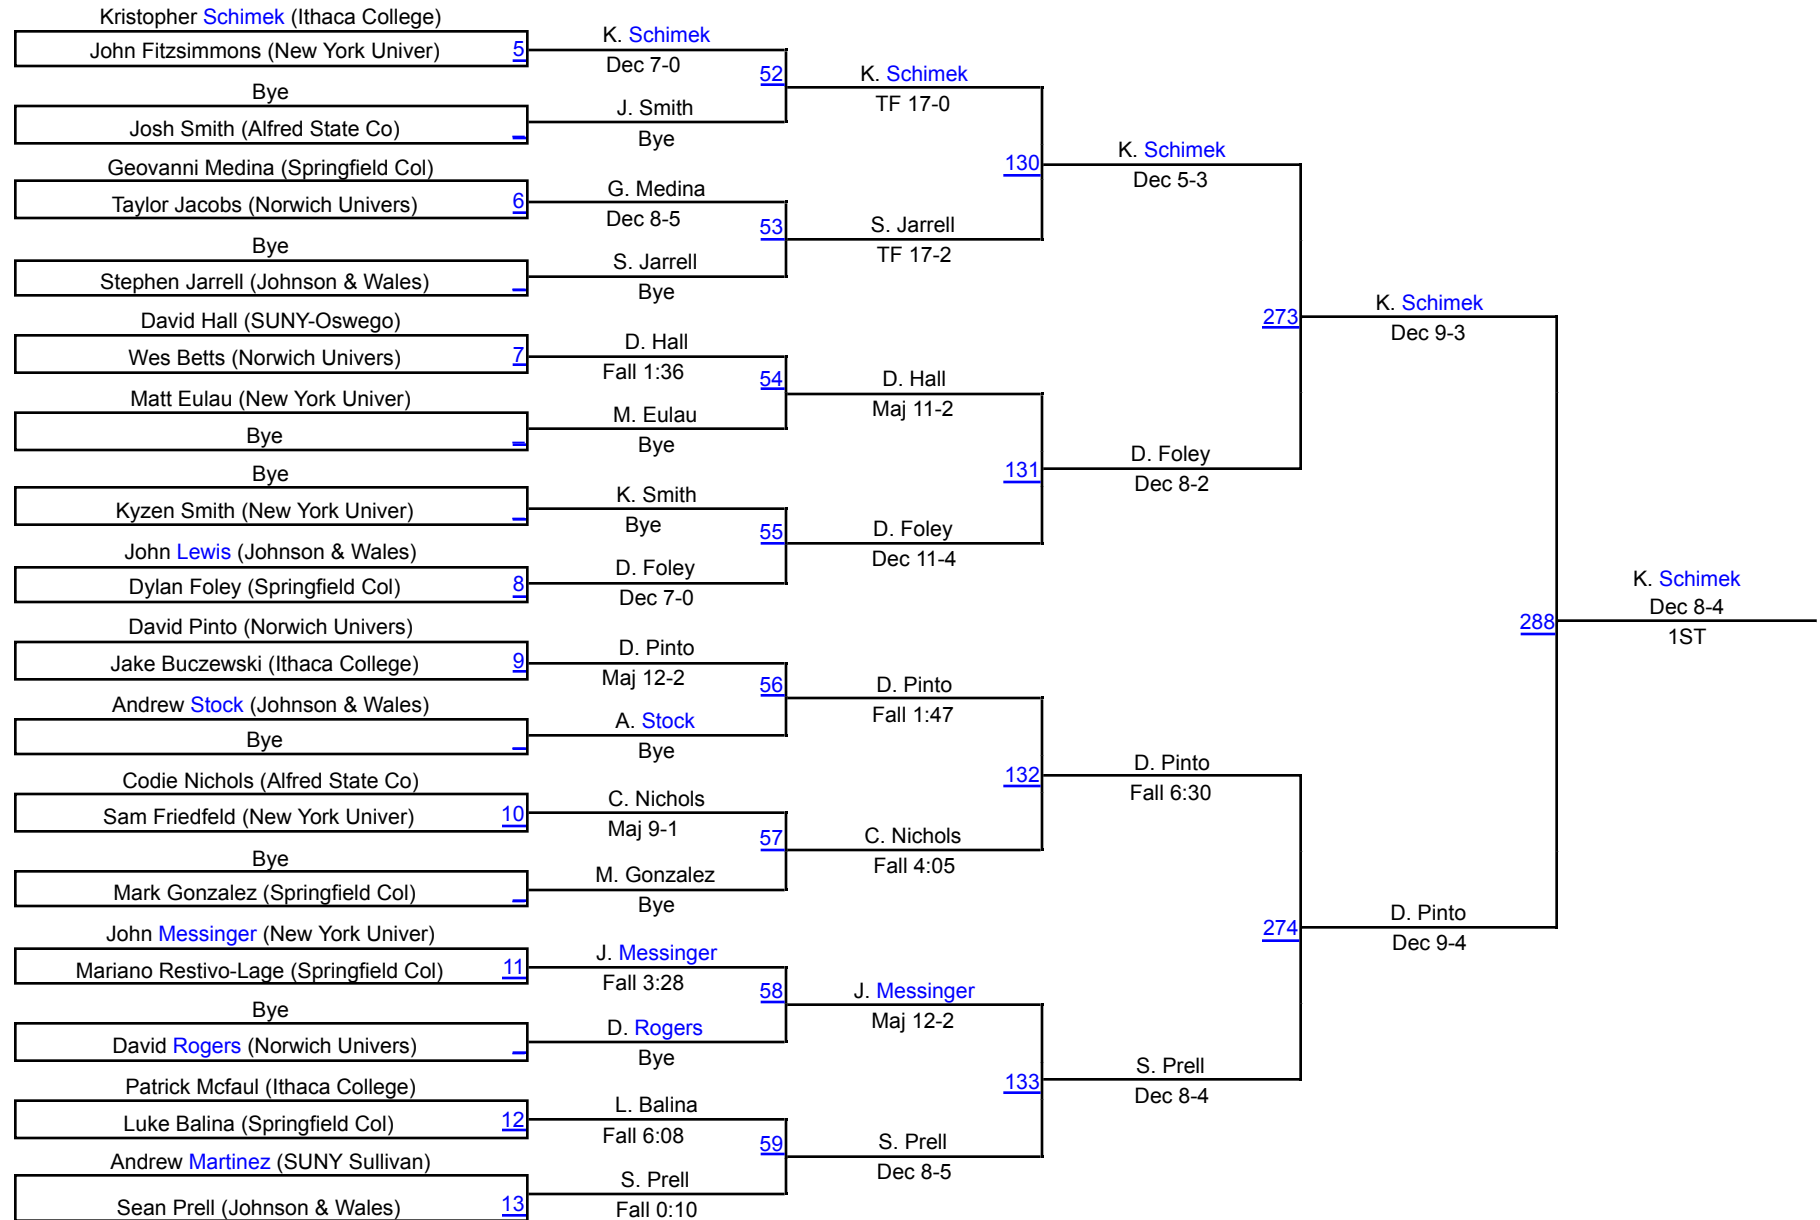 Kristopher Schimek (Ithaca College)
John Fitzsimmons (New York Univer) 5
Bye
Josh Smith (Alfred State Co)
Geovanni Medina (Springfield Col)
Taylor Jacobs (Norwich Univers) 6
Bye
Stephen Jarrell (Johnson & Wales)
David Hall (SUNY-Oswego)
Wes Betts (Norwich Univers) 7
Matt Eulau (New York Univer)
Bye
Bye
Kyzen Smith (New York Univer)
John Lewis (Johnson & Wales)
Dylan Foley (Springfield Col) 8
David Pinto (Norwich Univers)
Jake Buczewski (Ithaca College) 9
Andrew Stock (Johnson & Wales)
Bye
Codie Nichols (Alfred State Co)
Sam Friedfeld (New York Univer) 10
Bye
Mark Gonzalez (Springfield Col)
John Messinger (New York Univer)
Mariano Restivo-Lage (Springfield Col) 11
Bye
David Rogers (Norwich Univers)
Patrick Mcfaul (Ithaca College)
Luke Balina (Springfield Col) 12
Andrew Martinez (SUNY Sullivan)
Sean Prell (Johnson & Wales) 13
K. Schimek
Dec 7-0
52
J. Smith
Bye
G. Medina
Dec 8-5
53
S. Jarrell
Bye
D. Hall
Fall 1:36
54
M. Eulau
Bye
K. Smith
Bye
55
D. Foley
Dec 7-0
D. Pinto
Maj 12-2
56
A. Stock
Bye
C. Nichols
Maj 9-1
57
M. Gonzalez
Bye
J. Messinger
Fall 3:28
58
D. Rogers
Bye
L. Balina
Fall 6:08
59
S. Prell
Fall 0:10
K. Schimek
TF 17-0
130
S. Jarrell
TF 17-2
D. Hall
Maj 11-2
131
D. Foley
Dec 11-4
D. Pinto
Fall 1:47
132
C. Nichols
Fall 4:05
J. Messinger
Maj 12-2
133
S. Prell
Dec 8-5
K. Schimek
Dec 5-3
273
D. Foley
Dec 8-2
D. Pinto
Fall 6:30
274
S. Prell
Dec 8-4
K. Schimek
Dec 9-3
288
D. Pinto
Dec 9-4
K. Schimek
Dec 8-4
1ST